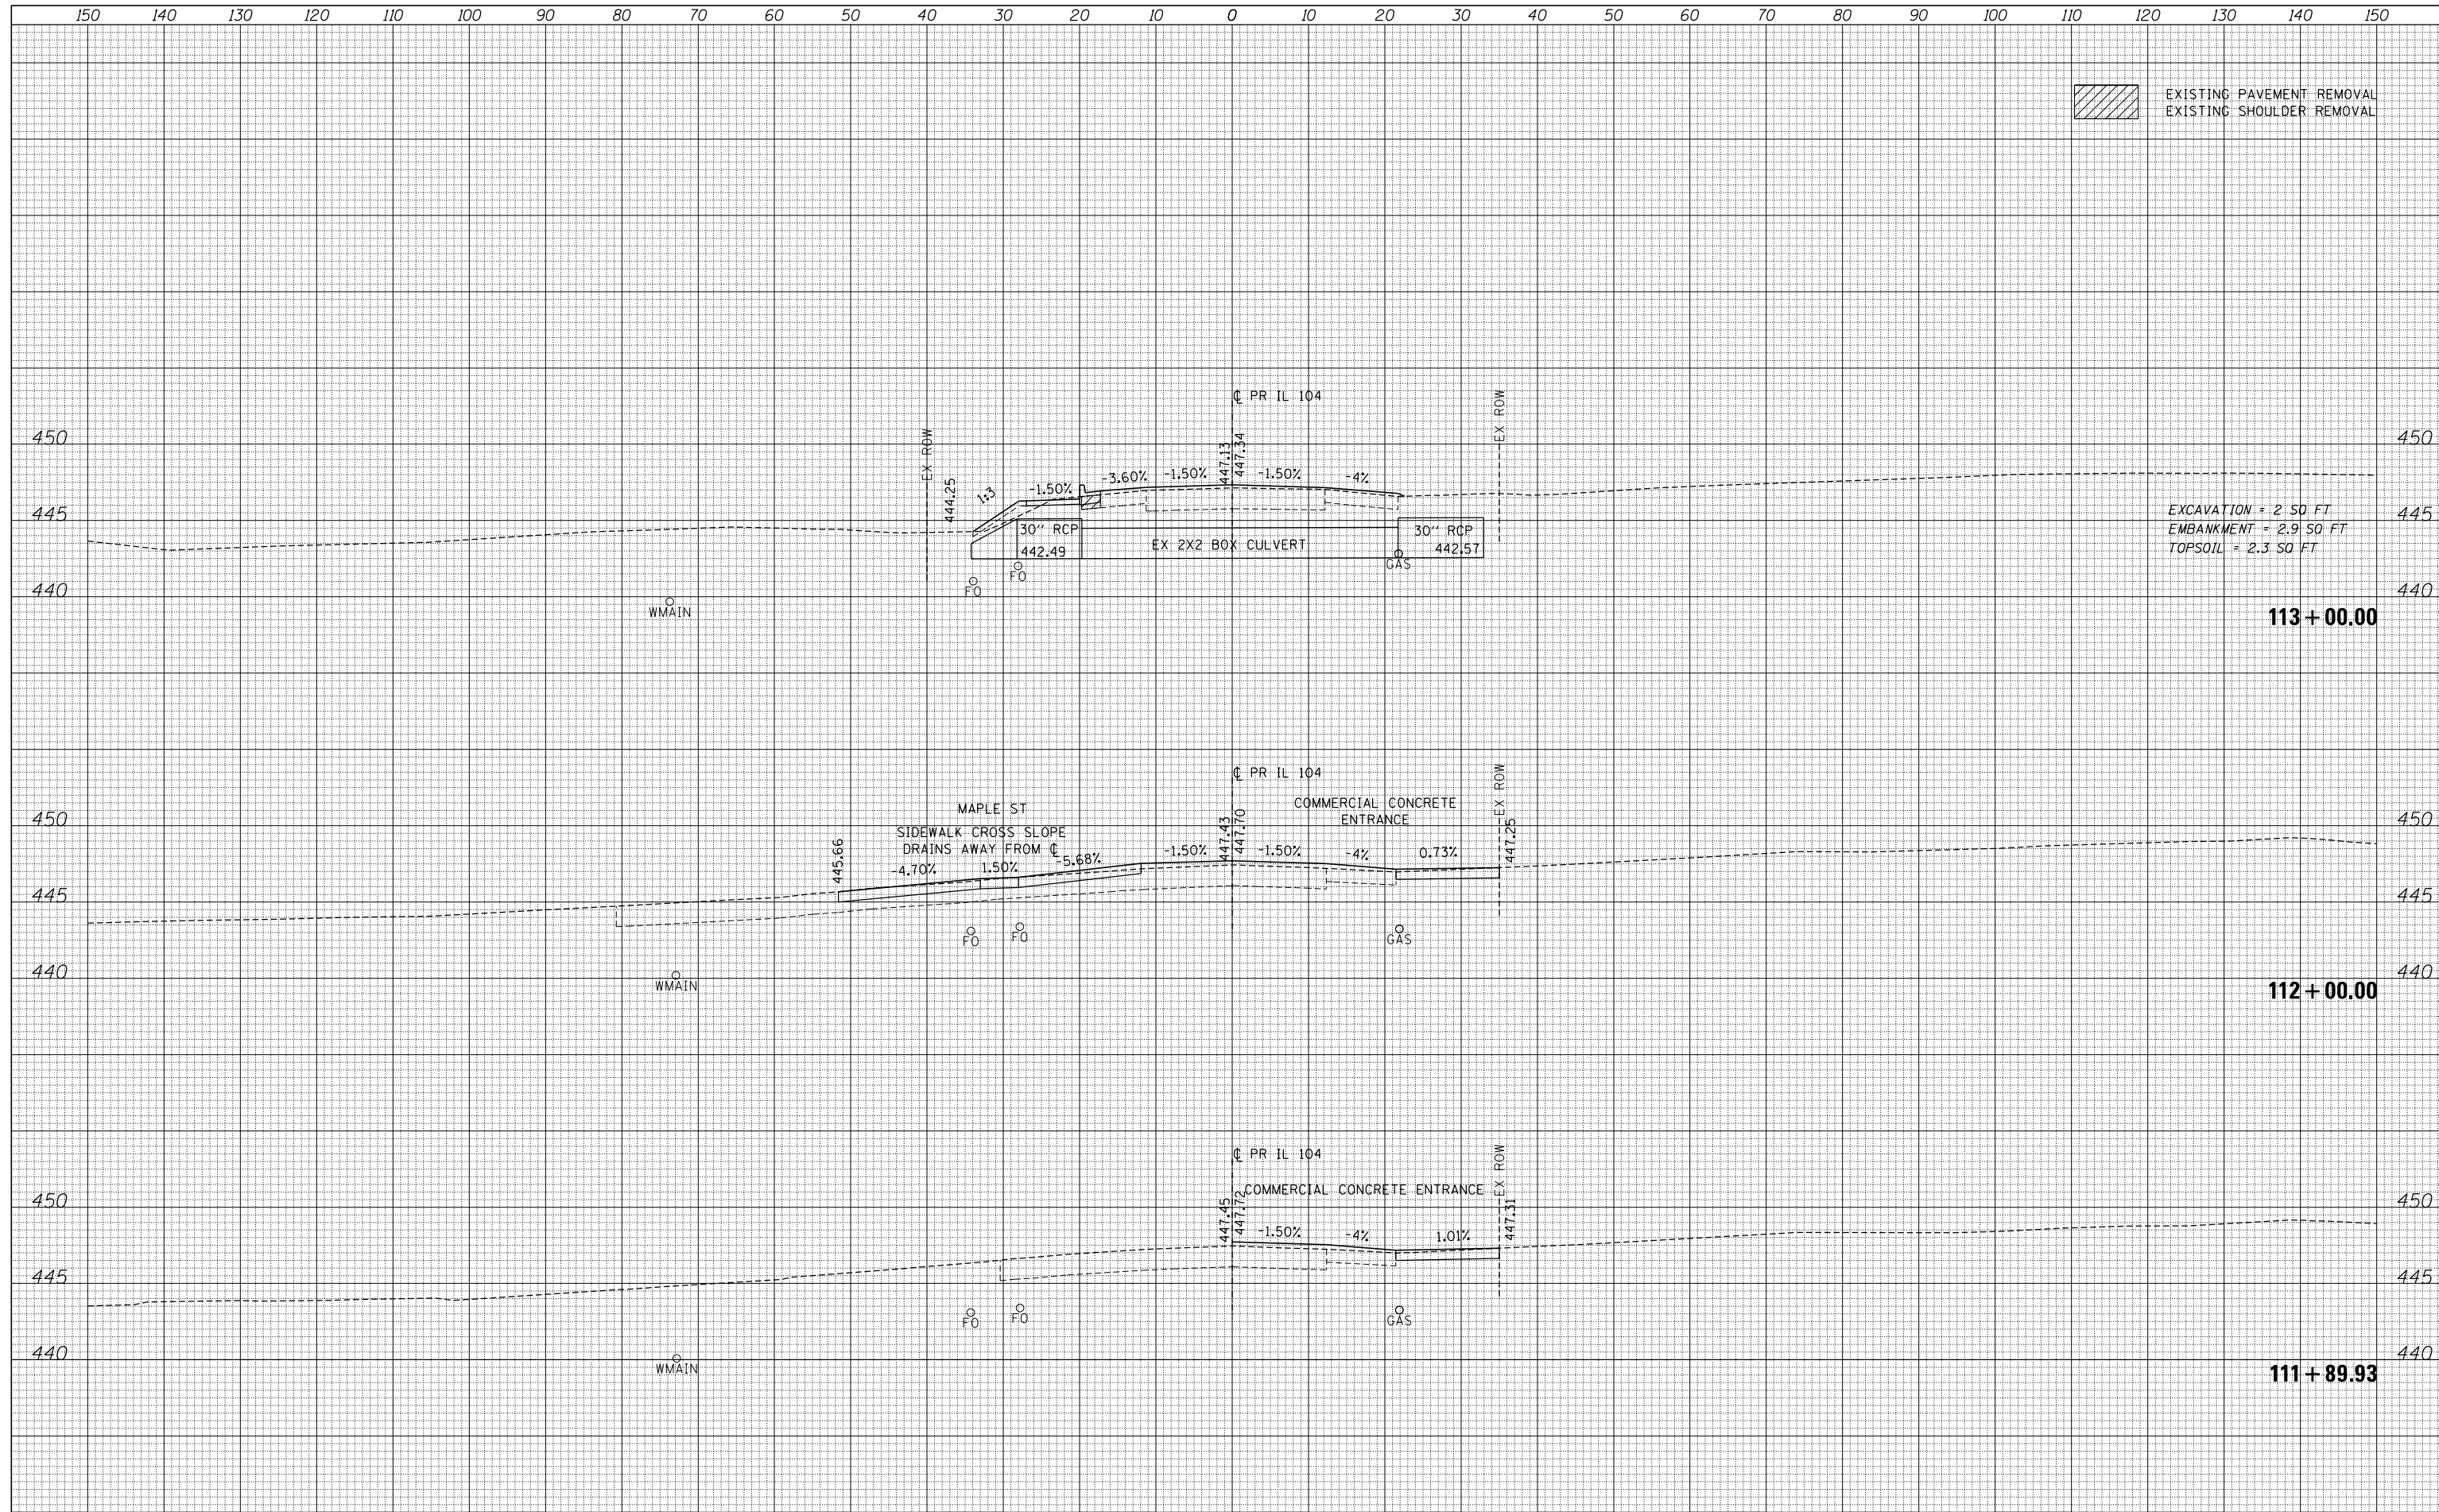 150 140 130 120 110 100 90 80 70 60 50 40 30 20 10 0 10 20 30 40 50 60 70 80 90 100 110 120 130 140 150
EXISTING PAVEMENT REMOVAL
EXISTING SHOULDER REMOVAL
℄ PR IL 104
EX ROW
EX ROW
450
450
447.13
447.34
444.25
1:3
-1.50%
-3.60%
-1.50%
-1.50%
-4%
445
445
30'' RCP
442.49
EX 2X2 BOX CULVERT
30'' RCP
442.57
EXCAVATION = 2 SQ FT
EMBANKMENT = 2.9 SQ FT
TOPSOIL = 2.3 SQ FT
FO
FO
GAS
440
440
WMAIN
113+00.00
℄ PR IL 104
EX ROW
MAPLE ST
COMMERCIAL CONCRETE
ENTRANCE
450
450
SIDEWALK CROSS SLOPE
DRAINS AWAY FROM ℄
445.66
447.43
447.70
447.25
-4.70%
1.50%
-5.68%
-1.50%
-1.50%
-4%
0.73%
445
445
FO
FO
GAS
440
440
WMAIN
112+00.00
℄ PR IL 104
EX ROW
COMMERCIAL CONCRETE ENTRANCE
450
450
447.45
447.72
447.31
-1.50%
-4%
1.01%
445
445
FO
FO
GAS
440
440
WMAIN
111+89.93